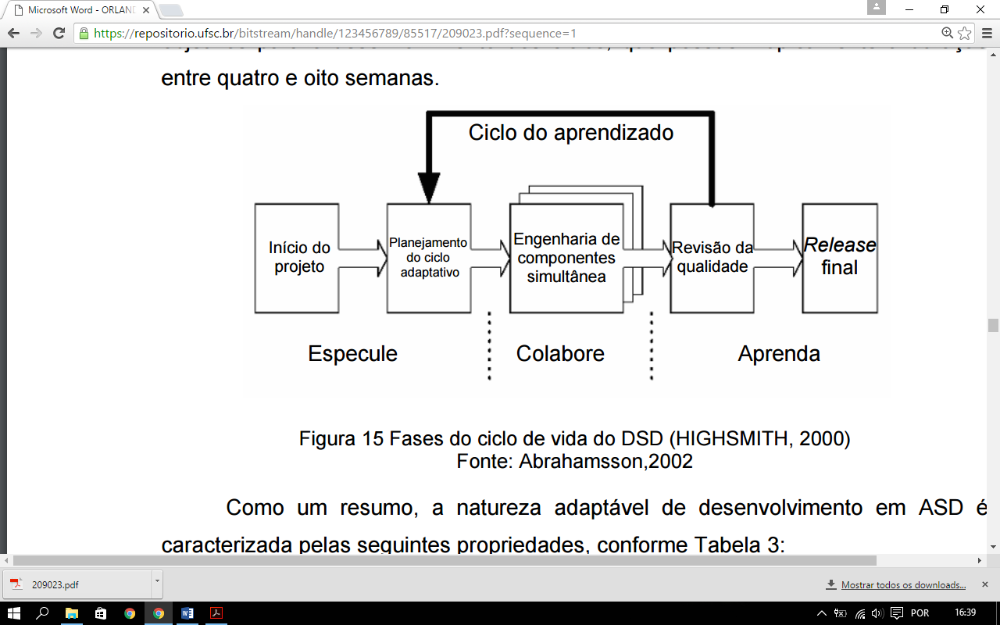 Microsoft Word - ORLAN
https://repositorio.ufsc.br/bitstream/handle/123456789/85517/209023.pdf?sequence=1
entre quatro e oito semanas.
Ciclo do aprendizado
Início do
projeto
Planejamento
do ciclo
adaptativo
Engenharia de
componentes
simultânea
Revisão da
qualidade
Release
final
Especule
Colabore
Aprenda
Figura 15 Fases do ciclo de vida do DSD (HIGHSMITH, 2000)
Fonte: Abrahamsson,2002
Como um resumo, a natureza adaptável de desenvolvimento em ASD é
caracterizada pelas seguintes propriedades, conforme Tabela 3:
209023.pdf
Mostrar todos os downloads...
POR
16:39